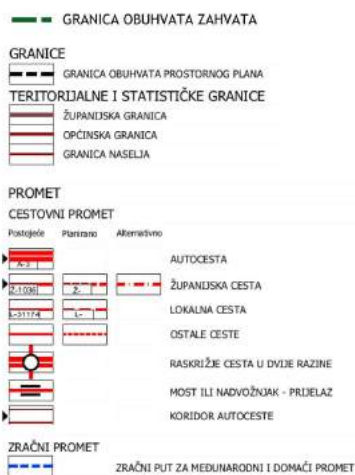 GRANICA OBUHVATA ZAHVATA
GRANICE
GRANICA OBUHVATA PROSTORNOG PLANA
TERITORIJALNE I STATISTIČKE GRANICE
ŽUPANIJSKA GRANICA
OPĆINSKA GRANICA
GRANICA NASELJA
PROMET
CESTOVNI PROMET
Postojeće Planirano Alternativno
A-3 AUTOCESTA
Ž-1036 Ž- ŽUPANIJSKA CESTA
L-31174 L- LOKALNA CESTA
OSTALE CESTE
RASKRIŽJE CESTA U DVIJE RAZINE
MOST ILI NADVOŽNJAK - PRIJELAZ
KORIDOR AUTOCESTE
ZRAČNI PROMET
ZRAČNI PUT ZA MEĐUNARODNI I DOMAĆI PROMET